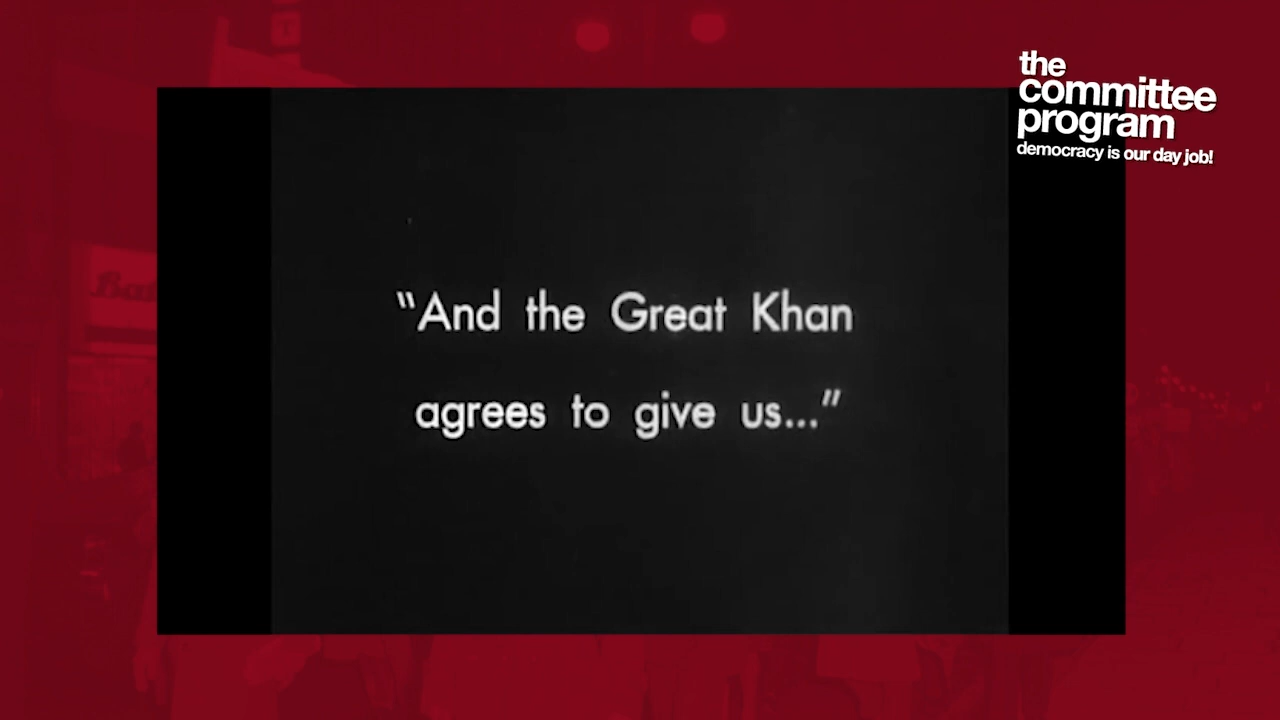 the
committee
program
democracy is our day job!
"And the Great Khan
agrees to give us..."